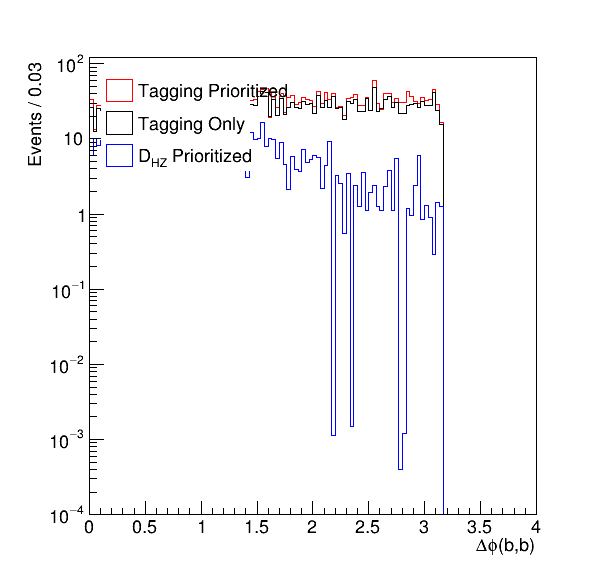 Events / 0.03
10²
10
1
10⁻¹
10⁻²
10⁻³
10⁻⁴
Tagging Prioritized
Tagging Only
D_HZ Prioritized
0 0.5 1 1.5 2 2.5 3 3.5 4
Δϕ(b,b)